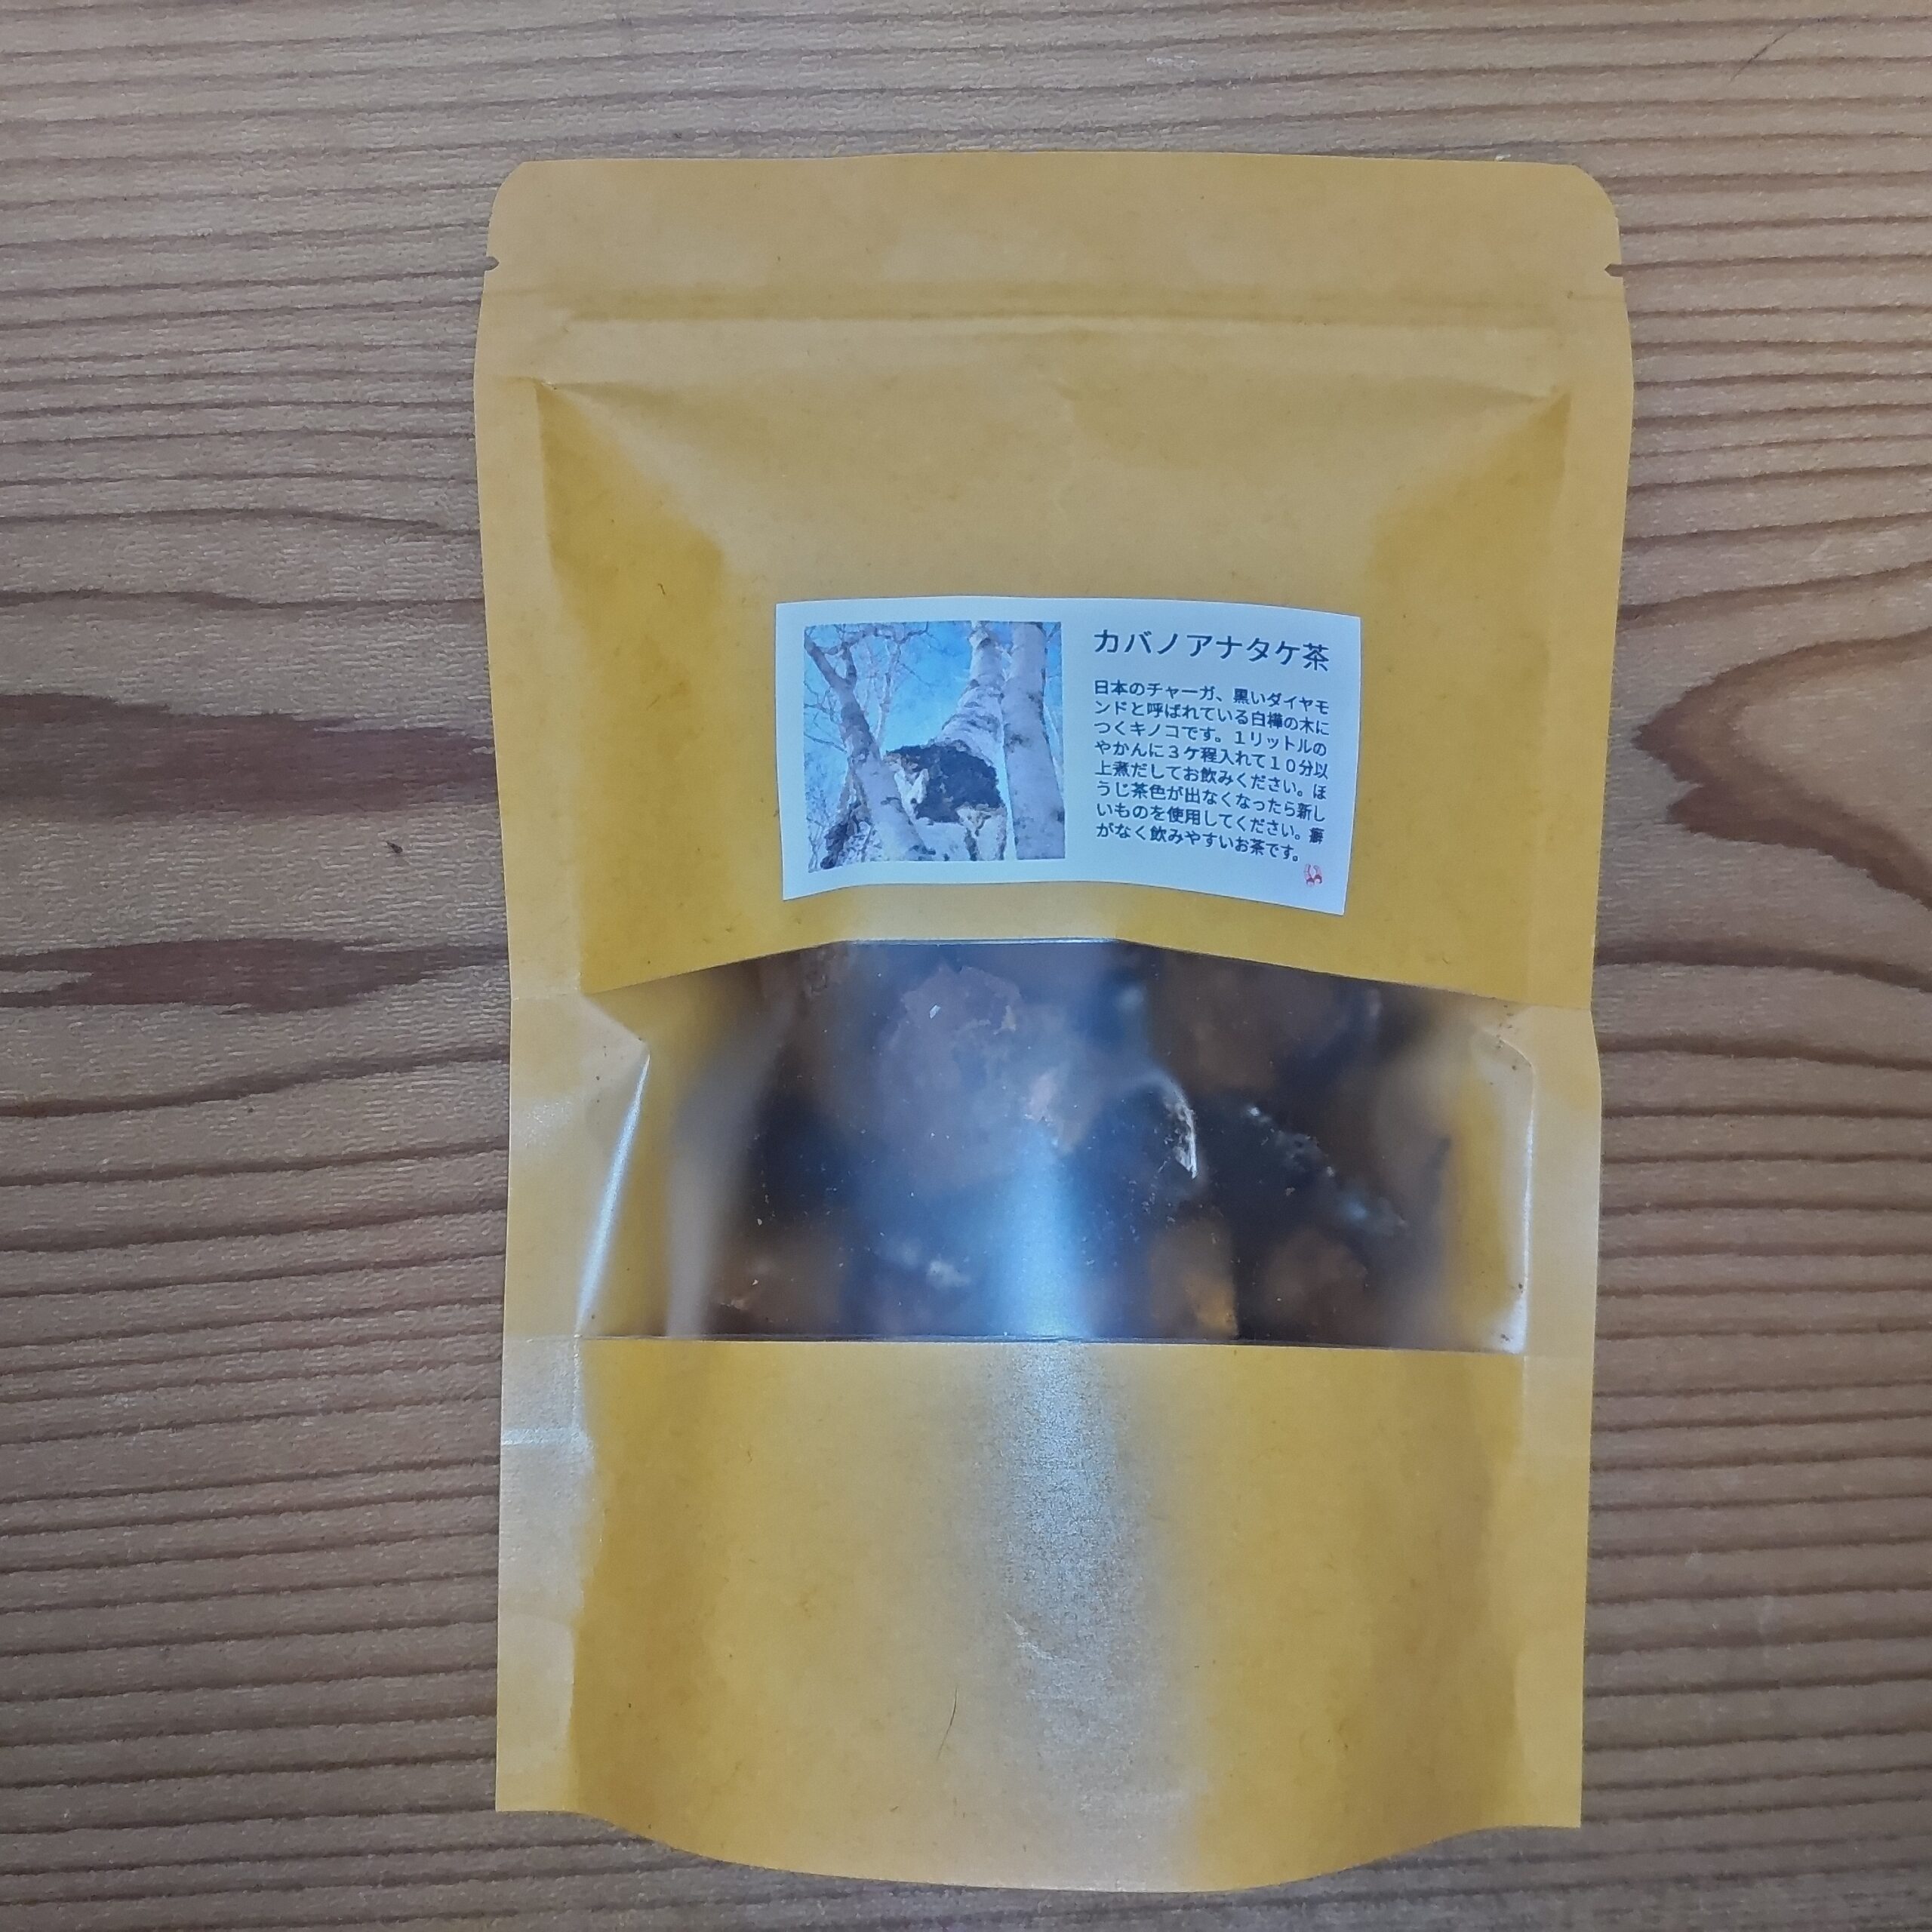 カバノアナタケ茶
日本のチャーガ、黒いダイヤモ
ンドと呼ばれている白樺の木に
つくキノコです。１リットルの
やかんに３ケ程入れて１０分以
上煮だしてお飲みください。ほ
うじ茶色が出なくなったら新し
いものを使用してください。癖
がなく飲みやすいお茶です。